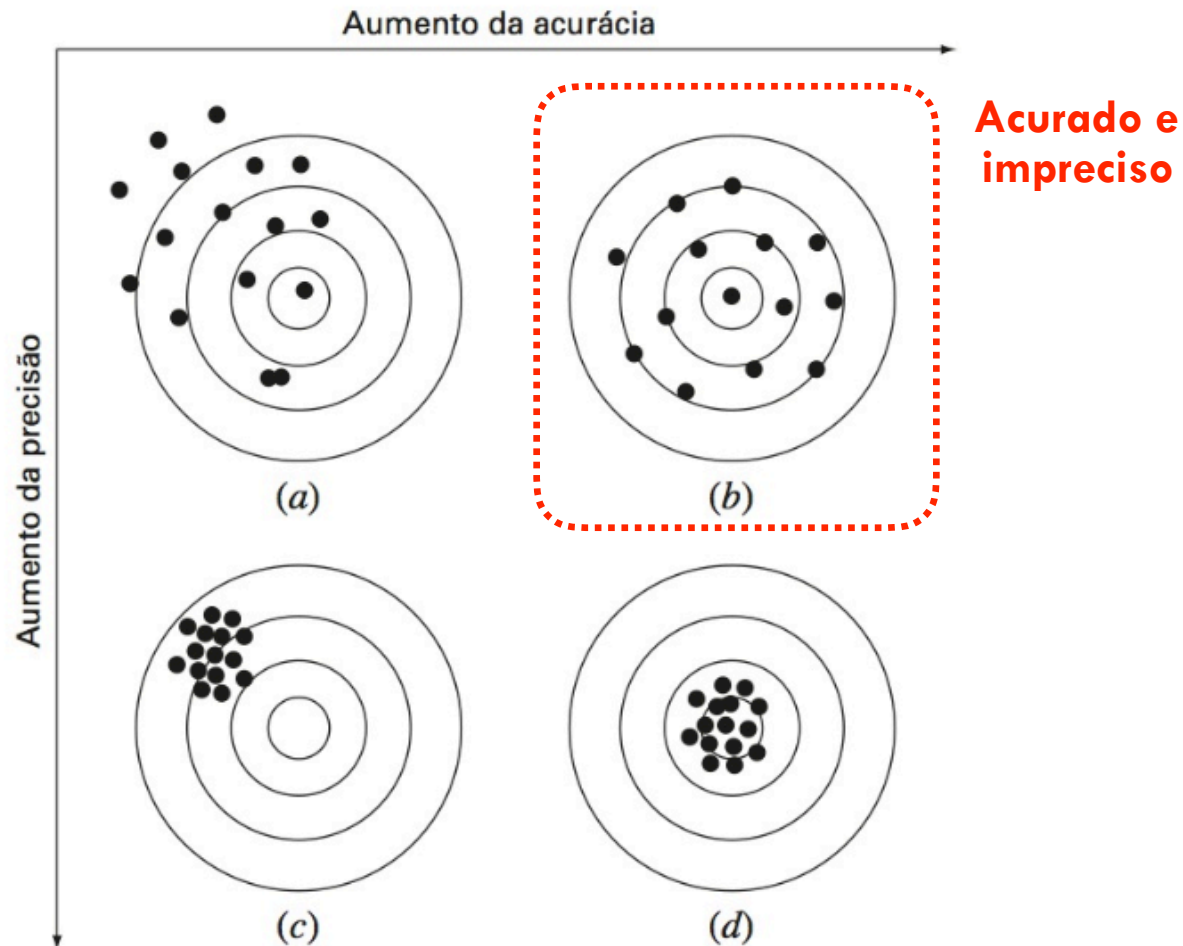 Aumento da acurácia
Acurado e
impreciso
Aumento da precisão
(a)
(b)
(c)
(d)